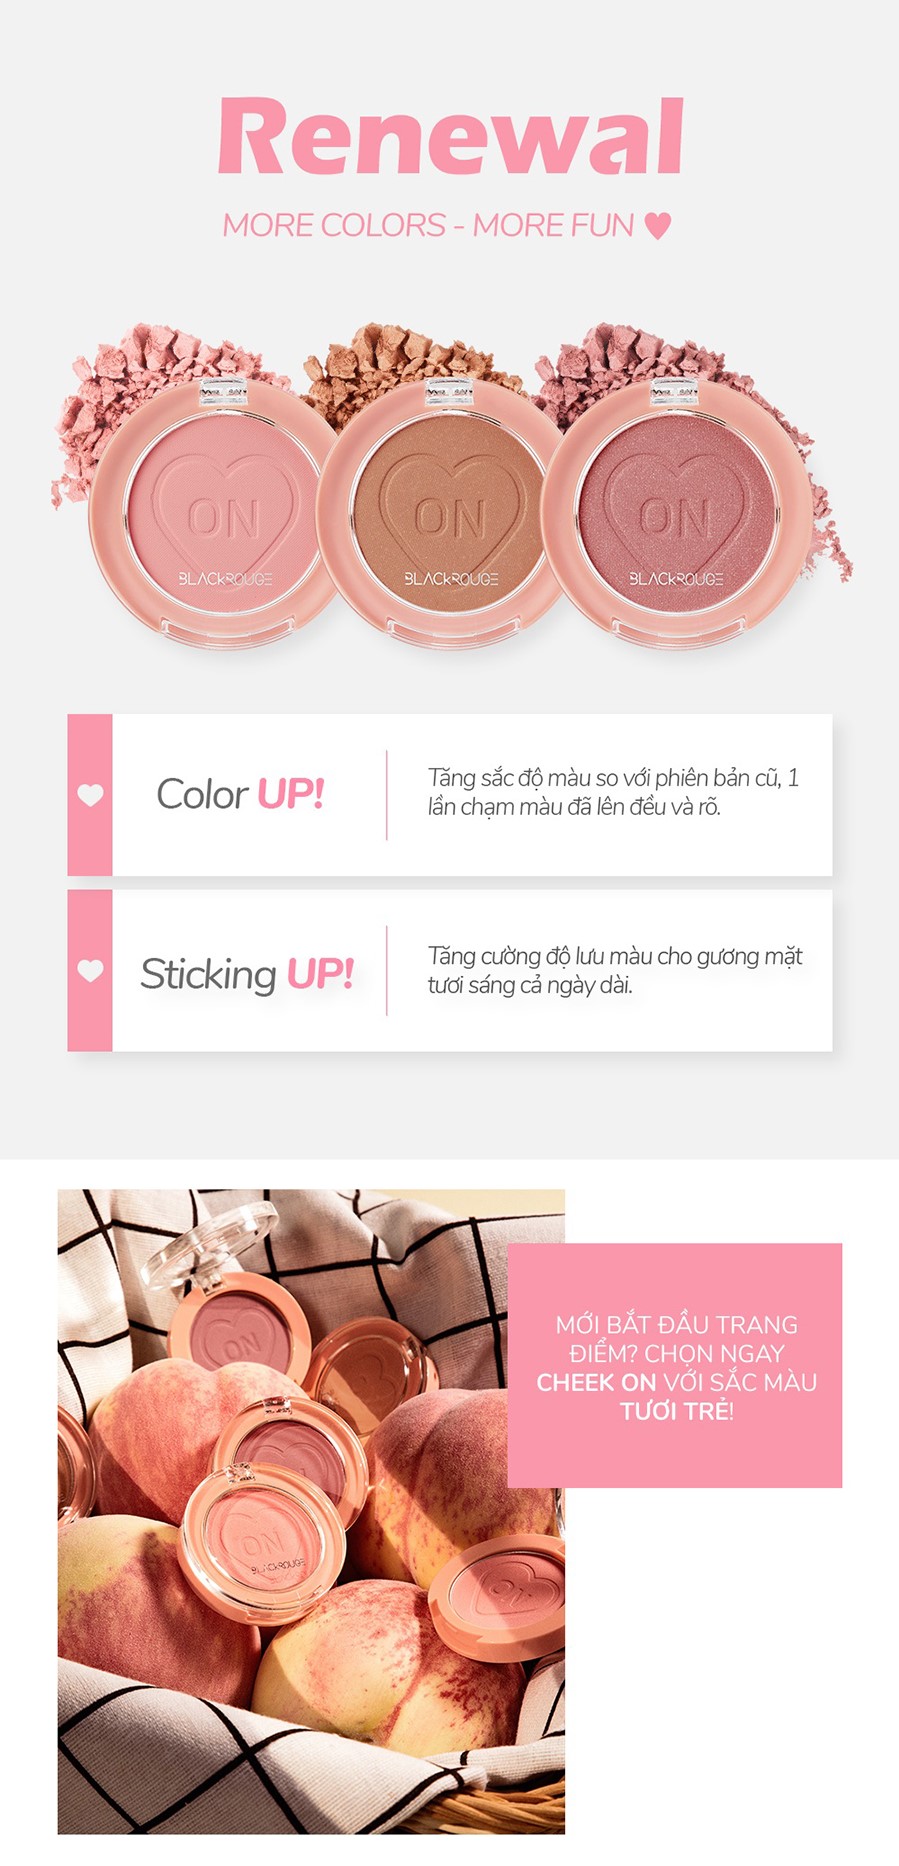 Renewal
MORE COLORS - MORE FUN
ON
BLACKROUGE
ON
BLACKROUGE
ON
BLACKROUGE
Color UP!
Tăng sắc độ màu so với phiên bản cũ, 1
lần chạm màu đã lên đều và rõ.
Sticking UP!
Tăng cường độ lưu màu cho gương mặt
tươi sáng cả ngày dài.
MỚI BẮT ĐẦU TRANG
ĐIỂM? CHỌN NGAY
CHEEK ON VỚI SẮC MÀU
TƯƠI TRẺ!
ON
ON
BLACKROUGE
ON